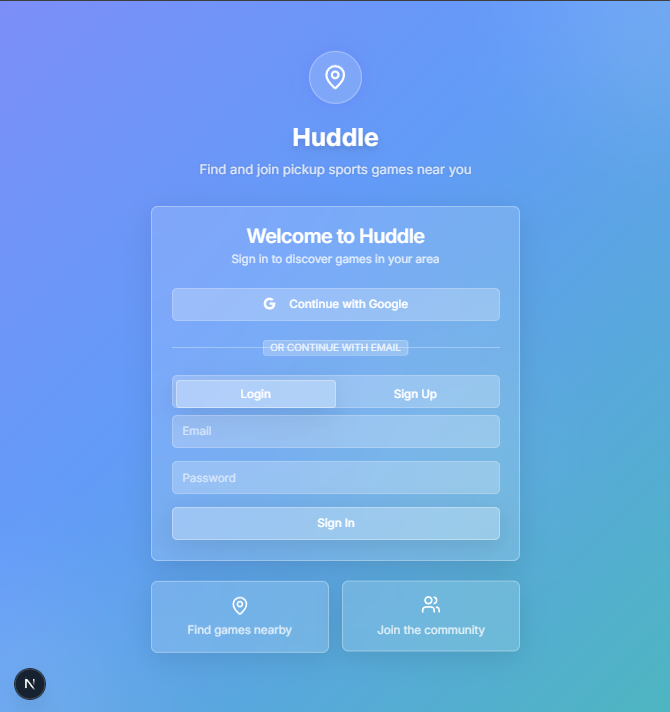 Huddle
Find and join pickup sports games near you
Welcome to Huddle
Sign in to discover games in your area
G Continue with Google
OR CONTINUE WITH EMAIL
Login Sign Up
Email
Password
Sign In
Find games nearby Join the community
N